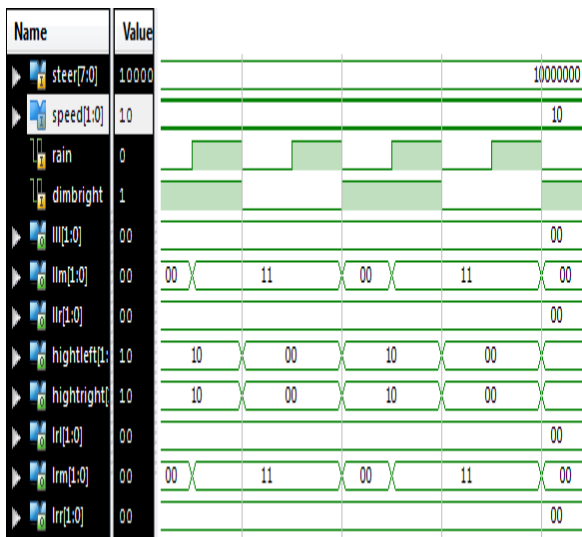 Name Value
steer[7:0] 10000 10000000
speed[1:0] 10 10
rain 0
dimbright 1
lll[1:0] 00 00
llm[1:0] 00 00 11 00 11 00
llr[1:0] 00 00
hightleft[1: 10 10 00 10 00
hightright[ 10 10 00 10 00
lrl[1:0] 00 00
lrm[1:0] 00 00 11 00 11 00
lrr[1:0] 00 00